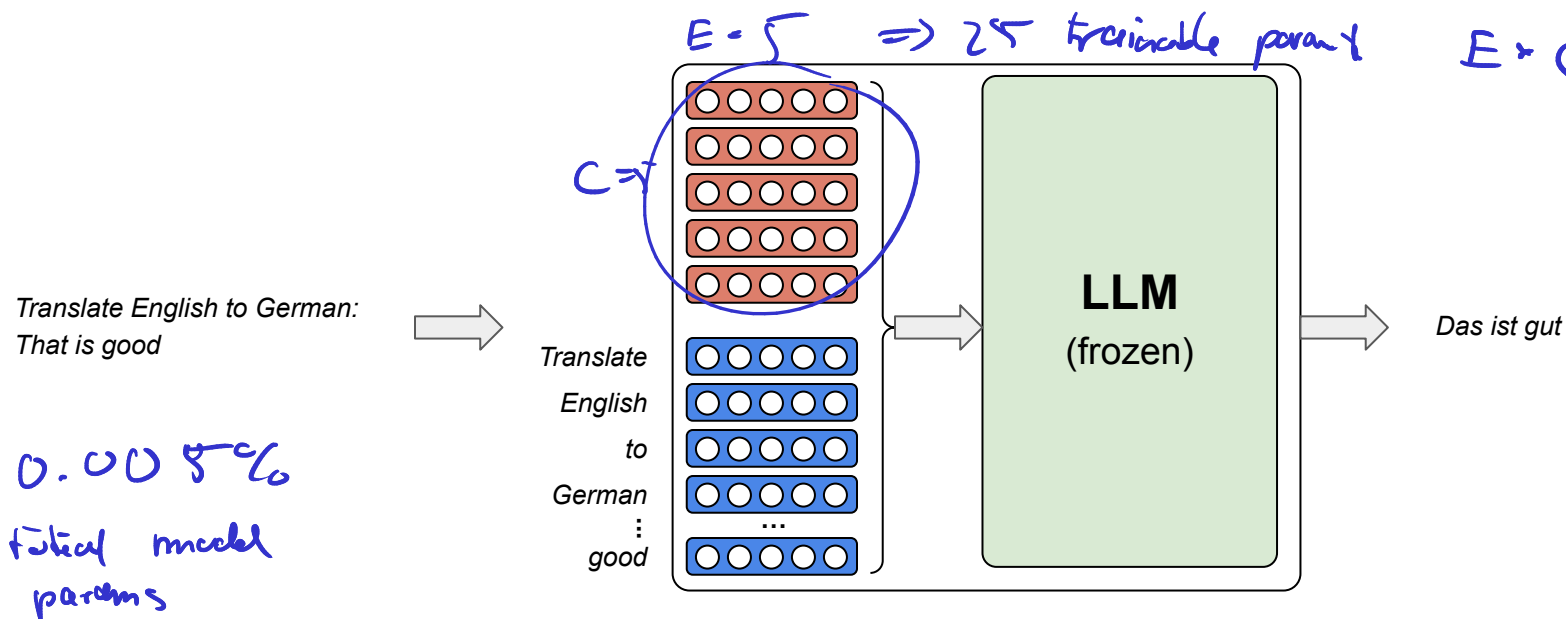 E = 5 => 25 trainable params E * C
C = 5
Translate English to German:
That is good
Translate
English
to
German
⋮ ...
good
LLM
(frozen)
Das ist gut
0.005%
total model
params